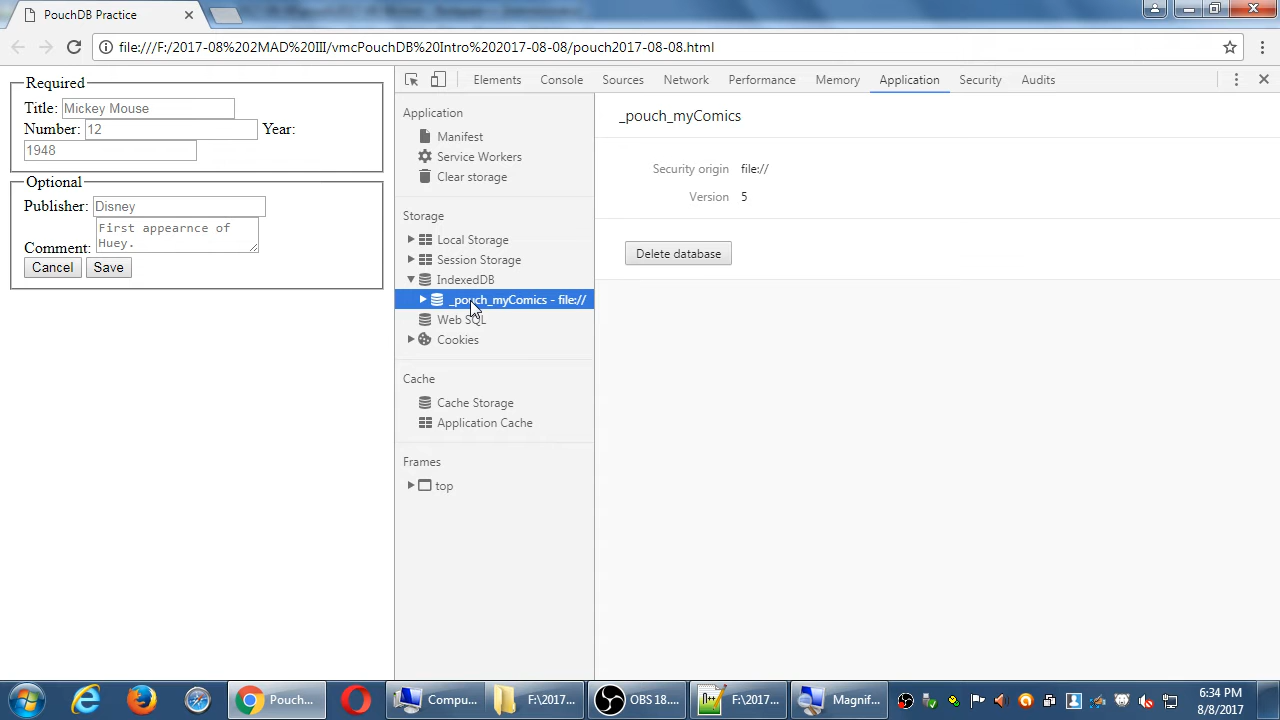 PouchDB Practice
file:///F:/2017-08%202MAD%20III/vmcPouchDB%20Intro%202017-08-08/pouch2017-08-08.html
Required
Title: Mickey Mouse
Number: 12 Year:
1948
Optional
Publisher: Disney
First appearnce of
Huey.
Comment:
Cancel Save
Elements Console Sources Network Performance Memory Application Security Audits
Application
Manifest
Service Workers
Clear storage
Storage
Local Storage
Session Storage
IndexedDB
_pouch_myComics - file://
Web SQL
Cookies
Cache
Cache Storage
Application Cache
Frames
top
_pouch_myComics
Security origin file://
Version 5
Delete database
Pouch... Compu... F:\2017... OBS 18.... F:\2017... Magnif...
6:34 PM
8/8/2017